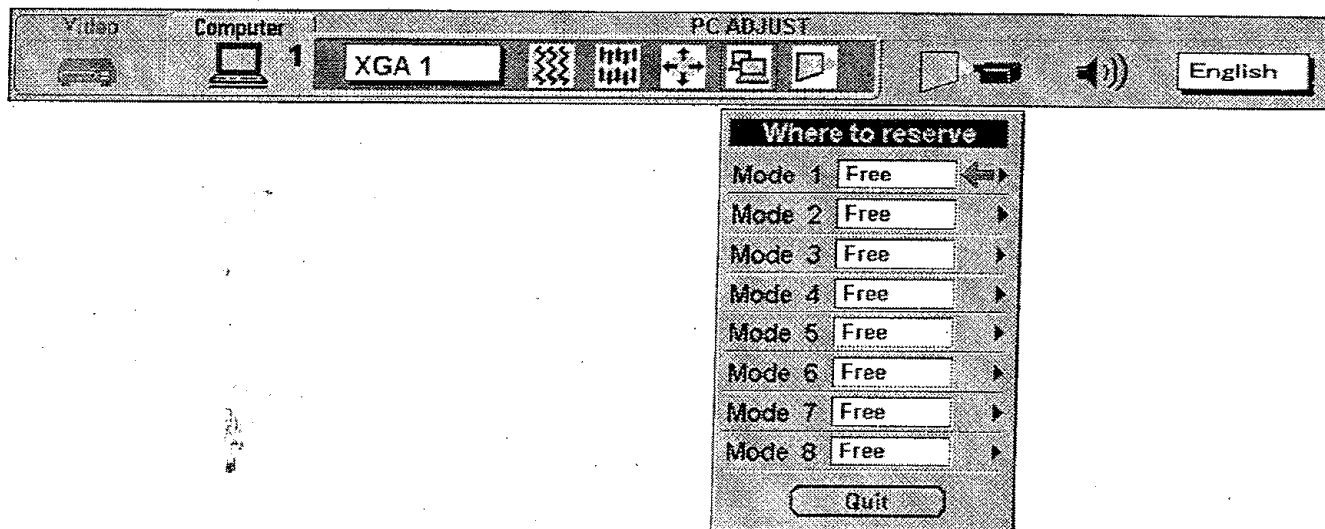 Video
Computer
PC ADJUST
1
XGA 1
English
Where to reserve
Mode 1 Free
Mode 2 Free
Mode 3 Free
Mode 4 Free
Mode 5 Free
Mode 6 Free
Mode 7 Free
Mode 8 Free
Quit